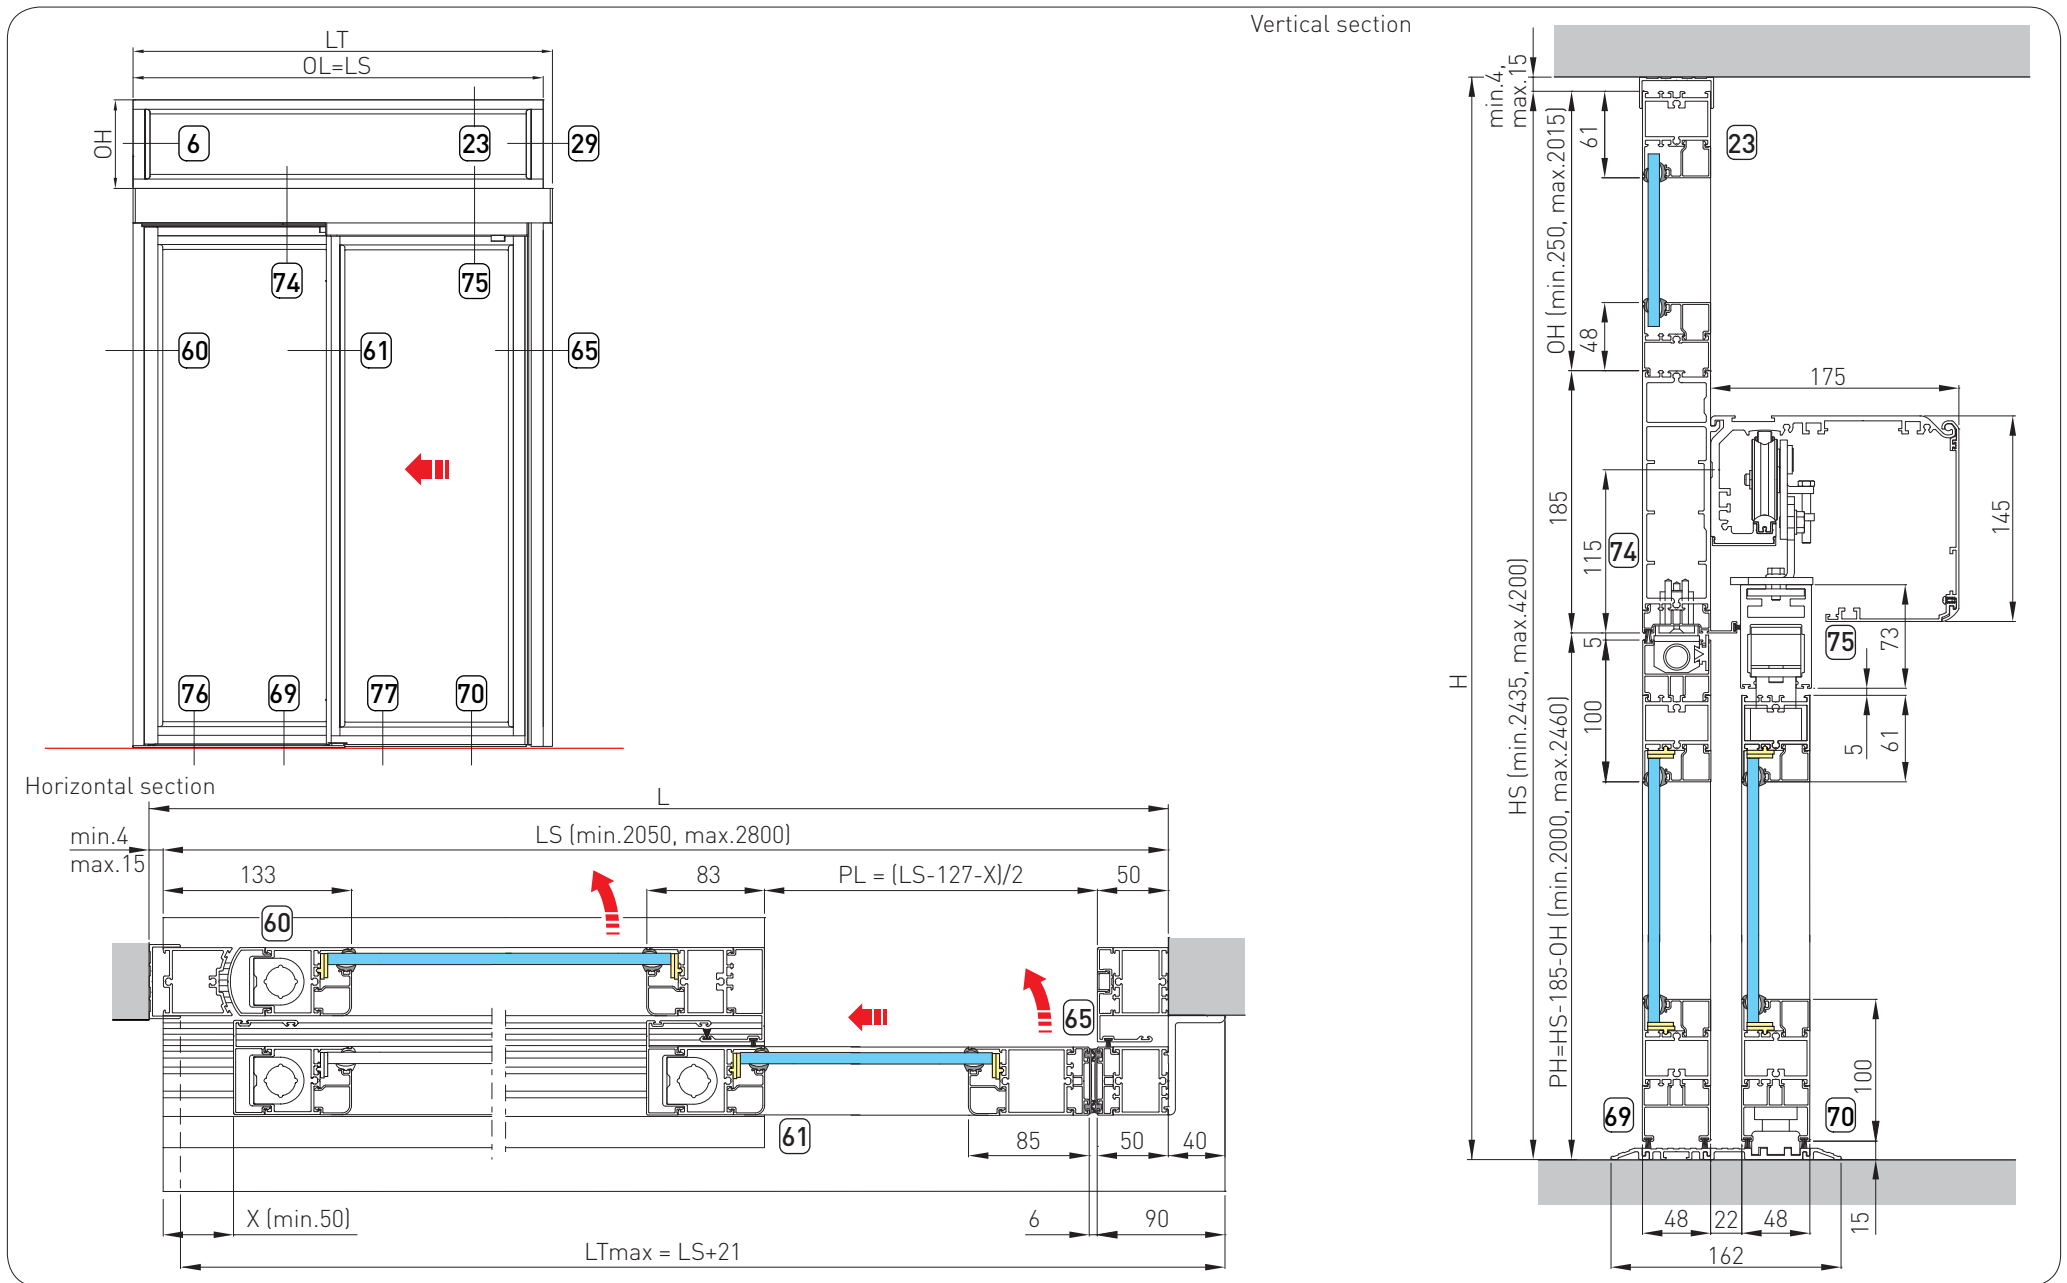 Vertical section
LT
OL=LS
OH
6
23
29
74
75
60
61
65
76
69
77
70
Horizontal section
L
LS (min.2050, max.2800)
min.4
max.15
133
83
PL = (LS-127-X)/2
50
60
65
61
85
50
40
X (min.50)
6
90
LTmax = LS+21
min.4,
max.15
H
HS (min.2435, max.4200)
OH (min.250, max.2015)
61
23
48
175
185
115
74
145
5
75
73
100
5
61
PH=HS-185-OH (min.2000, max.2460)
69
70
100
48
22
48
15
162